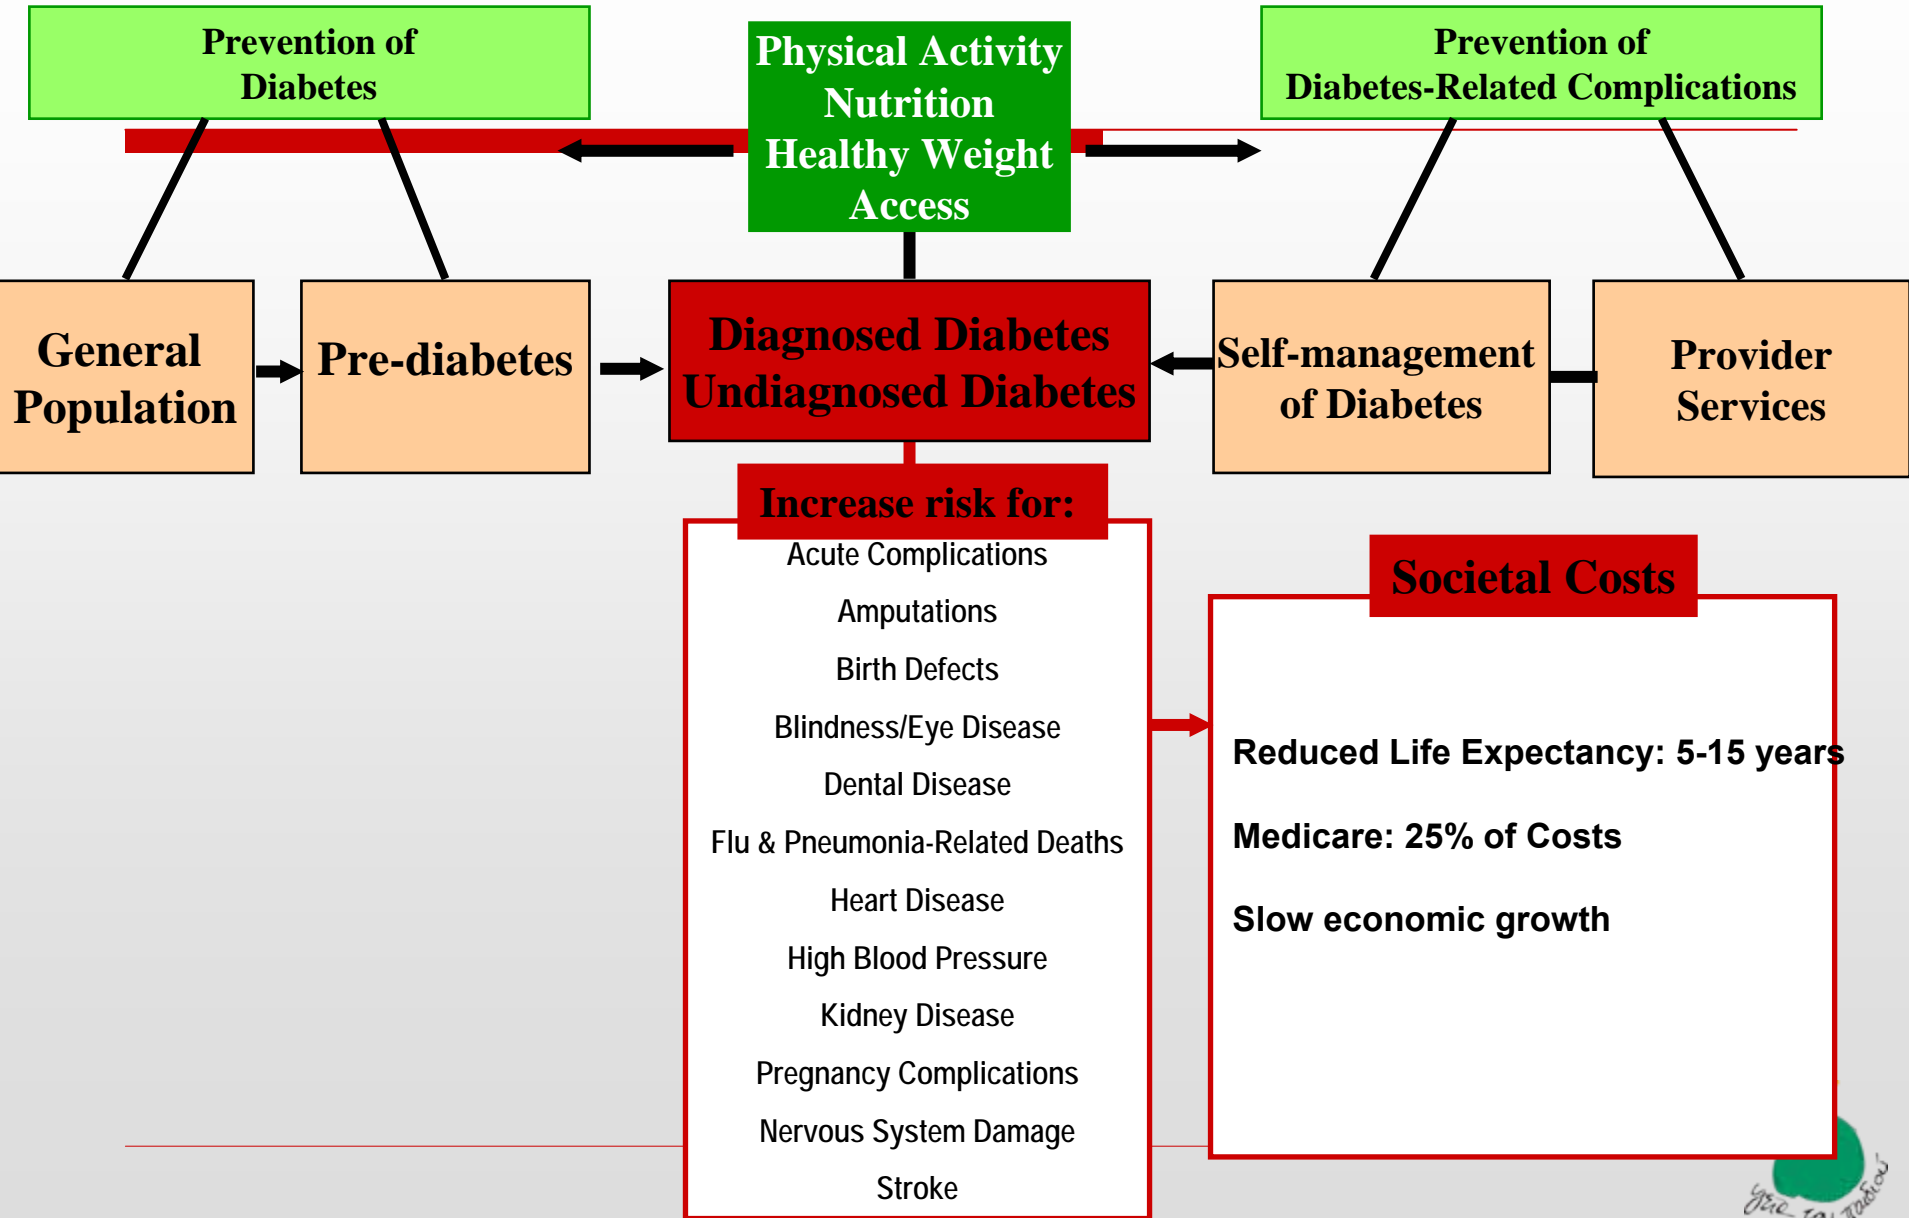 Prevention of
Diabetes
Physical Activity
Nutrition
Healthy Weight
Access
Prevention of
Diabetes-Related Complications
General
Population
Pre-diabetes
Diagnosed Diabetes
Undiagnosed Diabetes
Self-management
of Diabetes
Provider
Services
Increase risk for:
Acute Complications
Amputations
Birth Defects
Blindness/Eye Disease
Dental Disease
Flu & Pneumonia-Related Deaths
Heart Disease
High Blood Pressure
Kidney Disease
Pregnancy Complications
Nervous System Damage
Stroke
Societal Costs
Reduced Life Expectancy: 5-15 years
Medicare: 25% of Costs
Slow economic growth